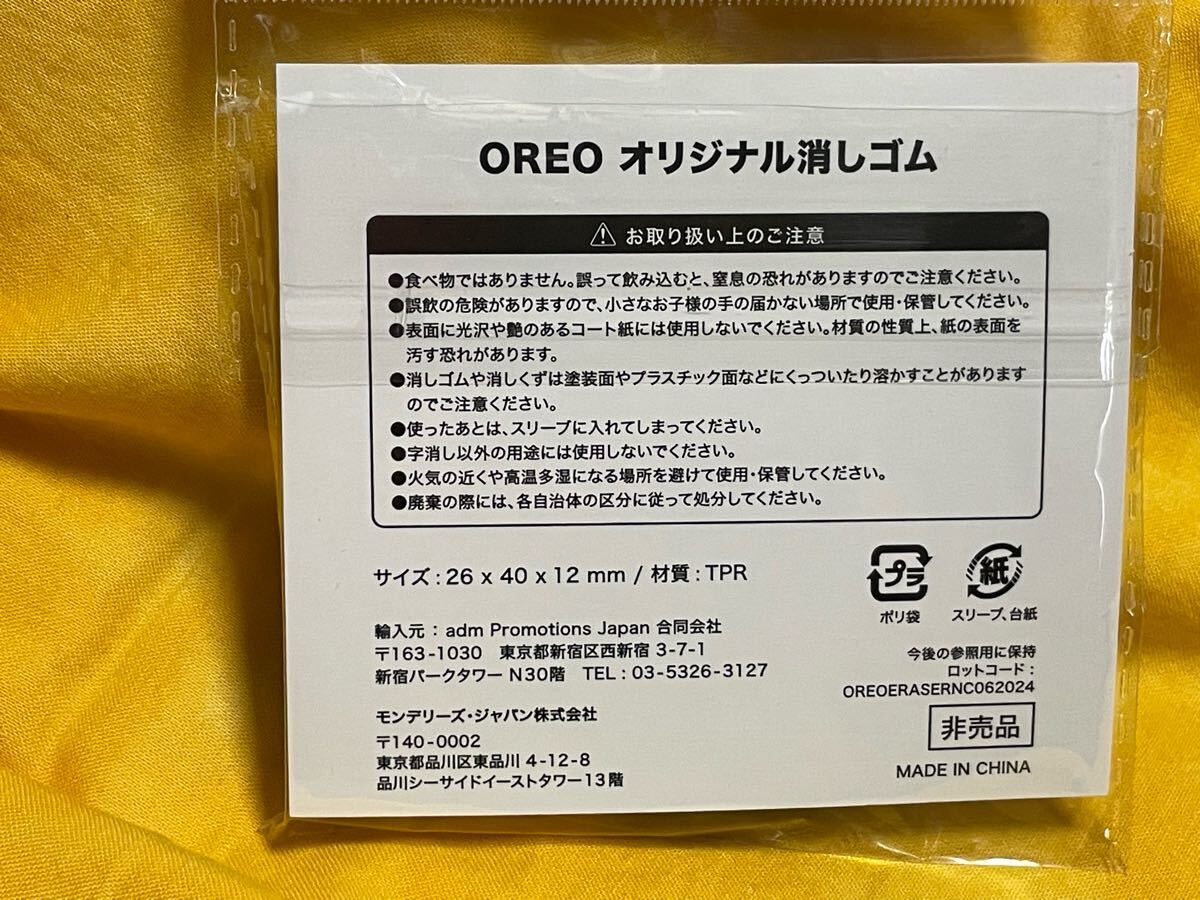 OREO オリジナル消しゴム
お取り扱い上のご注意
●食べ物ではありません。誤って飲み込むと、窒息の恐れがありますのでご注意ください。
●誤飲の危険がありますので、小さなお子様の手の届かない場所で使用・保管してください。
●表面に光沢や艶のあるコート紙には使用しないでください。材質の性質上、紙の表面を
汚す恐れがあります。
●消しゴムや消しくずは塗装面やプラスチック面などにくっついたり溶かすことがあります
のでご注意ください。
●使ったあとは、スリーブに入れてしまってください。
●字消し以外の用途には使用しないでください。
●火気の近くや高温多湿になる場所を避けて使用・保管してください。
●廃棄の際には、各自治体の区分に従って処分してください。
サイズ : 26 x 40 x 12 mm / 材質 : TPR
プラ
ポリ袋
紙
スリーブ、台紙
輸入元 : adm Promotions Japan 合同会社
〒163-1030 東京都新宿区西新宿 3-7-1
新宿パークタワー N30階 TEL : 03-5326-3127
モンデリーズ・ジャパン株式会社
〒140-0002
東京都品川区東品川 4-12-8
品川シーサイドイーストタワー13階
今後の参照用に保持
ロットコード :
OREOERASERNC062024
非売品
MADE IN CHINA